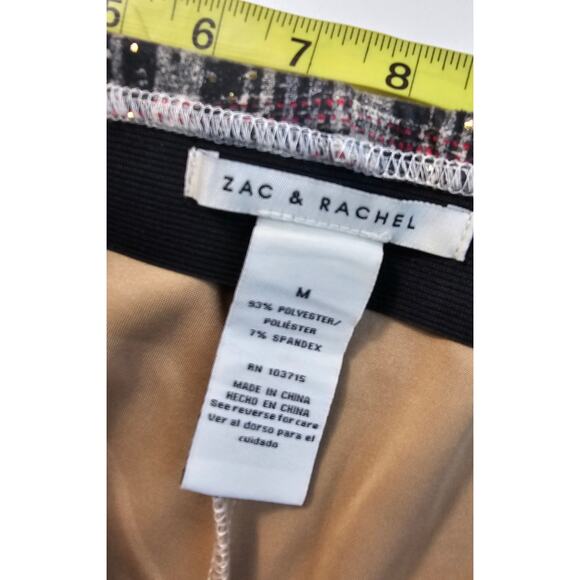 5 6 7 8
ZAC & RACHEL
M
93% POLYESTER/
POLIÉSTER
7% SPANDEX
RN 103715
MADE IN CHINA
HECHO EN CHINA
See reverse for care
Ver al dorso para el
cuidado